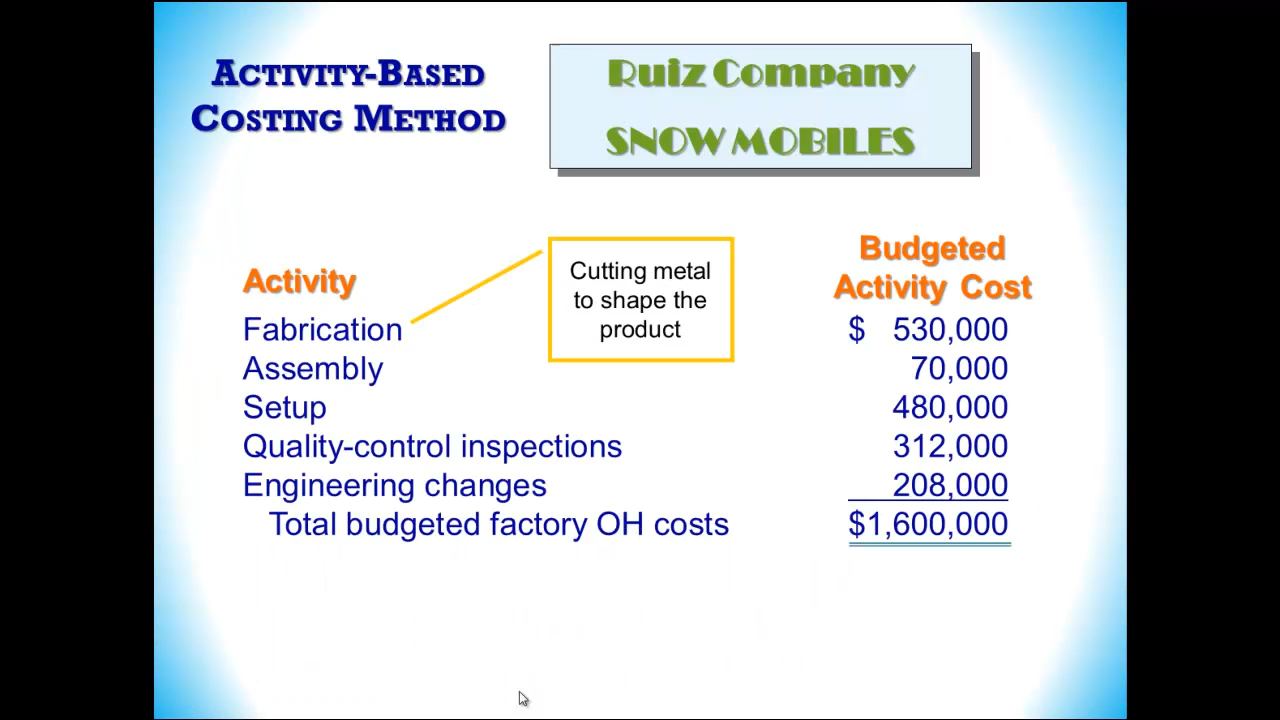 ACTIVITY-BASED
COSTING METHOD
Ruiz Company
SNOW MOBILES
Activity
Budgeted
Activity Cost
Cutting metal
to shape the
product
Fabrication $ 530,000
Assembly 70,000
Setup 480,000
Quality-control inspections 312,000
Engineering changes 208,000
Total budgeted factory OH costs $1,600,000